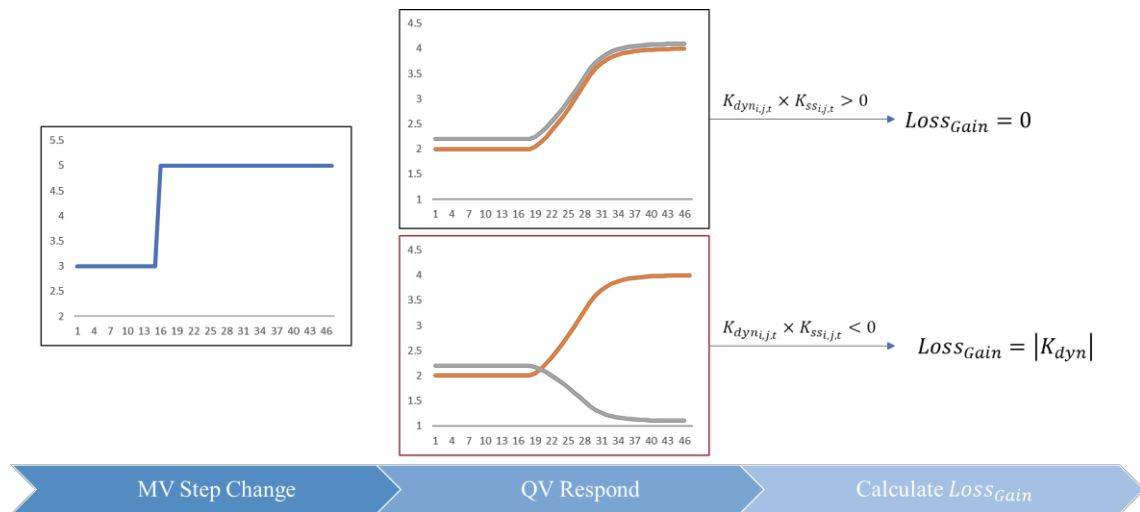 5.5
5
4.5
4
3.5
3
2.5
2
1 4 7 10 13 16 19 22 25 28 31 34 37 40 43 46
4.5
4
3.5
3
2.5
2
1.5
1
1 4 7 10 13 16 19 22 25 28 31 34 37 40 43 46
K_{dyn_{i,j,t}} × K_{ss_{i,j,t}} > 0
Loss_{Gain} = 0
4.5
4
3.5
3
2.5
2
1.5
1
1 4 7 10 13 16 19 22 25 28 31 34 37 40 43 46
K_{dyn_{i,j,t}} × K_{ss_{i,j,t}} < 0
Loss_{Gain} = |K_{dyn}|
MV Step Change
QV Respond
Calculate Loss_{Gain}